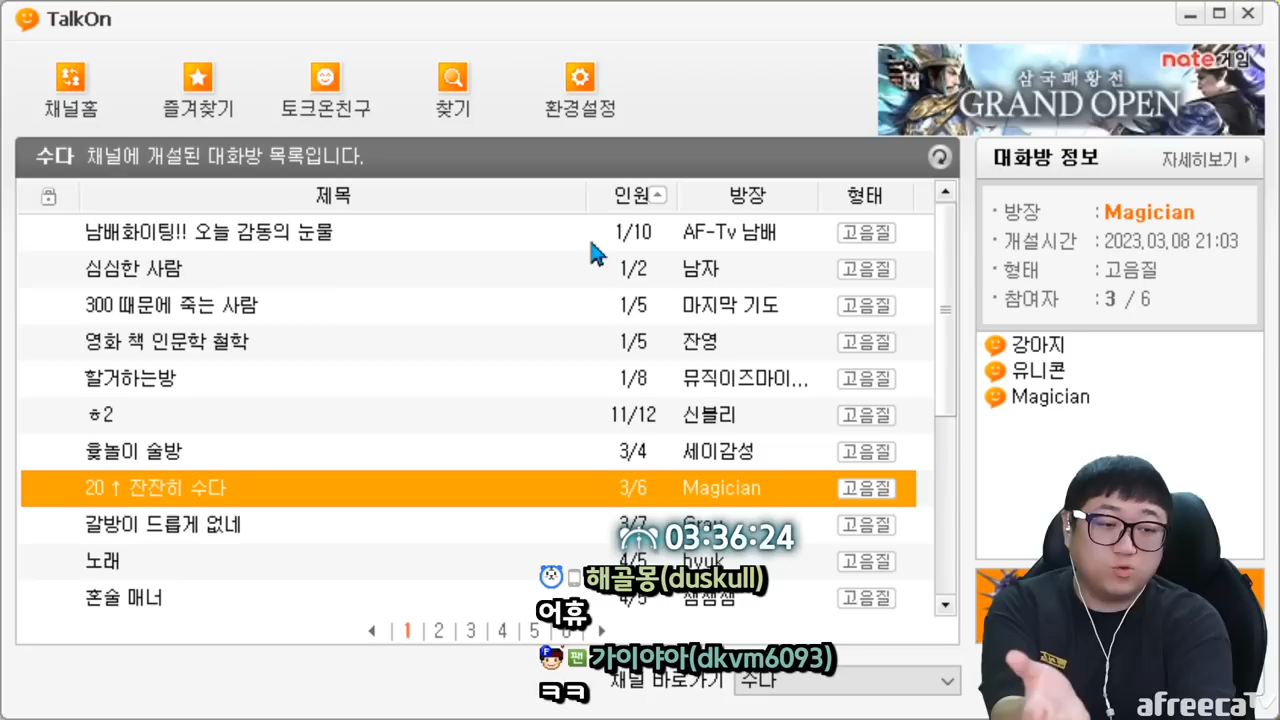 TalkOn
채널홈 즐겨찾기 토크온친구 찾기 환경설정
nate게임
삼국패황전
GRAND OPEN
수다 채널에 개설된 대화방 목록입니다.
제목 인원 방장 형태
남배화이팅!! 오늘 감동의 눈물 1/10 AF-Tv 남배 고음질
심심한 사람 1/2 남자 고음질
300 때문에 죽는 사람 1/5 마지막 기도 고음질
영화 책 인문학 철학 1/5 잔영 고음질
할거하는방 1/8 뮤직이즈마이... 고음질
ㅎ2 11/12 신블리 고음질
윷놀이 술방 3/4 세이감성 고음질
20 ↑ 잔잔히 수다 3/6 Magician 고음질
갈방이 드릅게 없네 3/7 고음질
노래 4/5 hyuk 고음질
혼술 매너 4/5 고음질
1 2 3 4 5 6
채널 바로가기 수다
대화방 정보 자세히보기
방장 : Magician
개설시간 : 2023.03.08 21:03
형태 : 고음질
참여자 : 3 / 6
강아지
유니콘
Magician
03:36:24
해골몽(duskull)
어휴
팬 가이야아(dkvm6093)
ㅋㅋ
afreecaTV